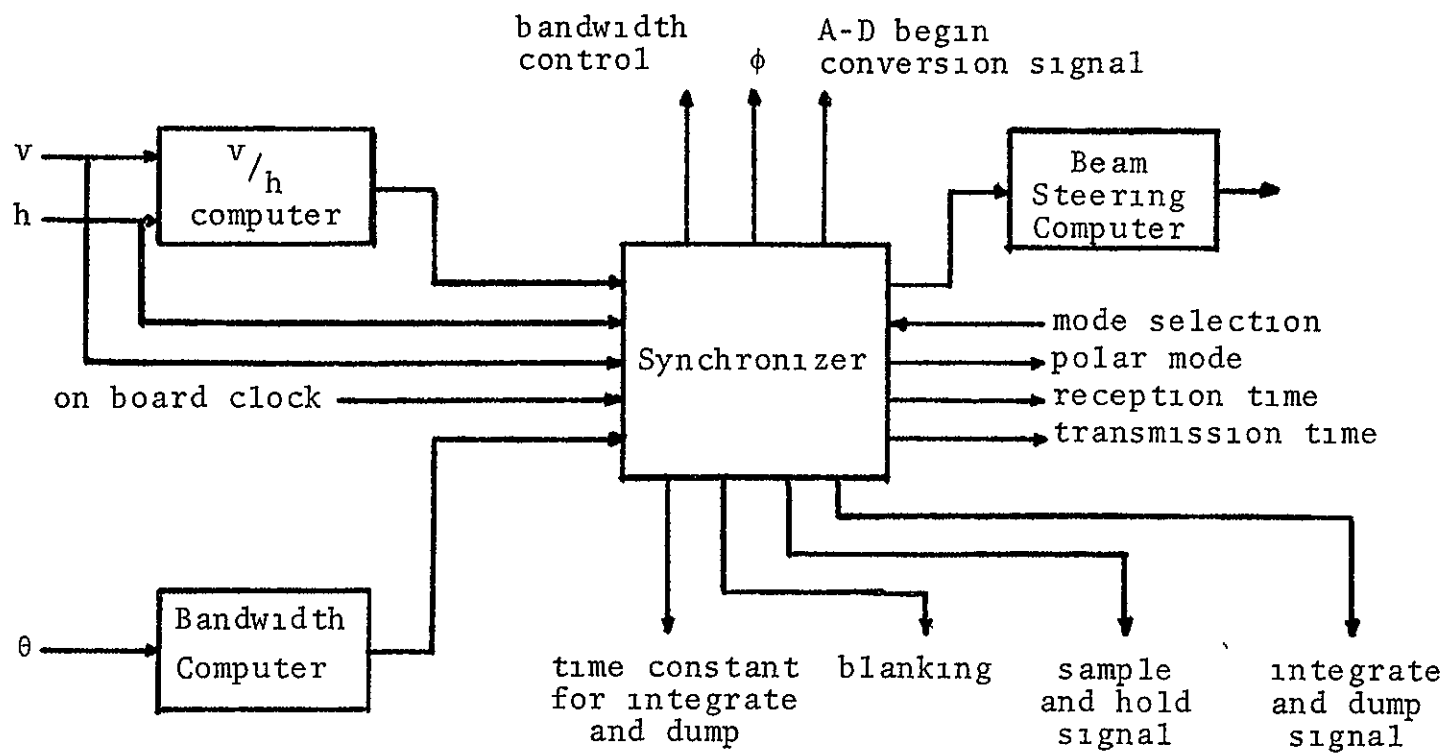 bandwidth
control
φ
A-D begin
conversion signal
v
h
v/h
computer
Beam
Steering
Computer
Synchronizer
mode selection
polar mode
reception time
transmission time
on board clock
θ
Bandwidth
Computer
time constant
for integrate
and dump
blanking
sample
and hold
signal
integrate
and dump
signal